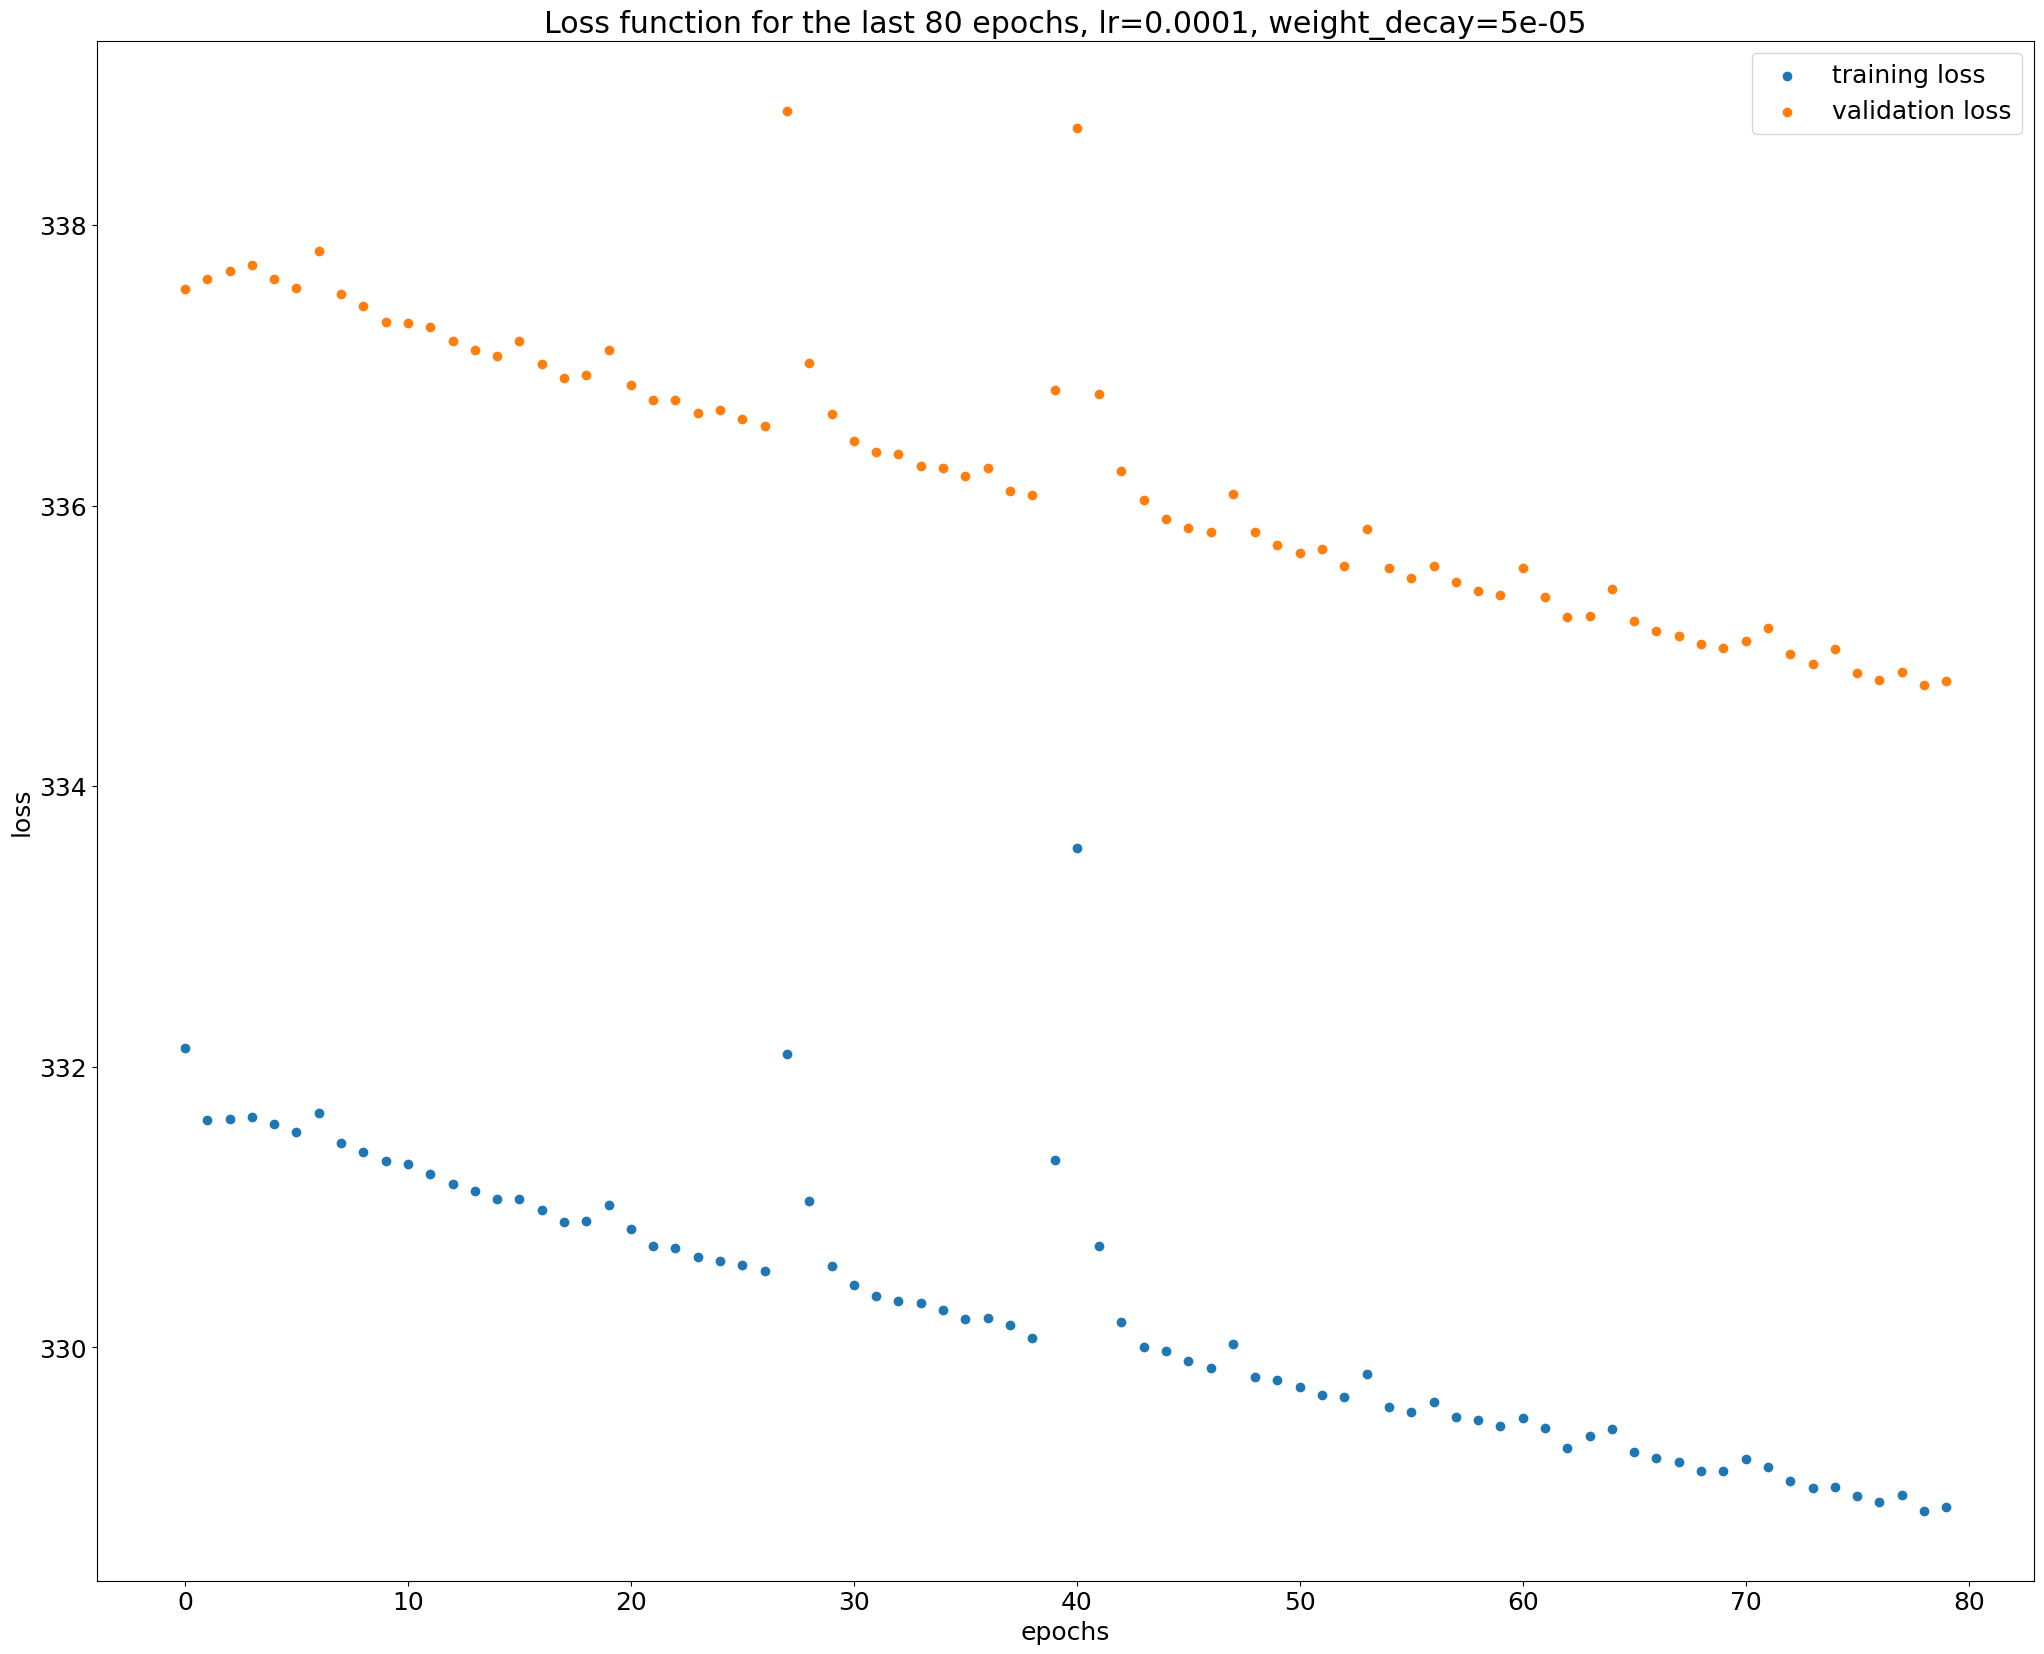 Loss function for the last 80 epochs, lr=0.0001, weight_decay=5e-05
training loss
validation loss
338
336
334
332
330
loss
0 10 20 30 40 50 60 70 80
epochs